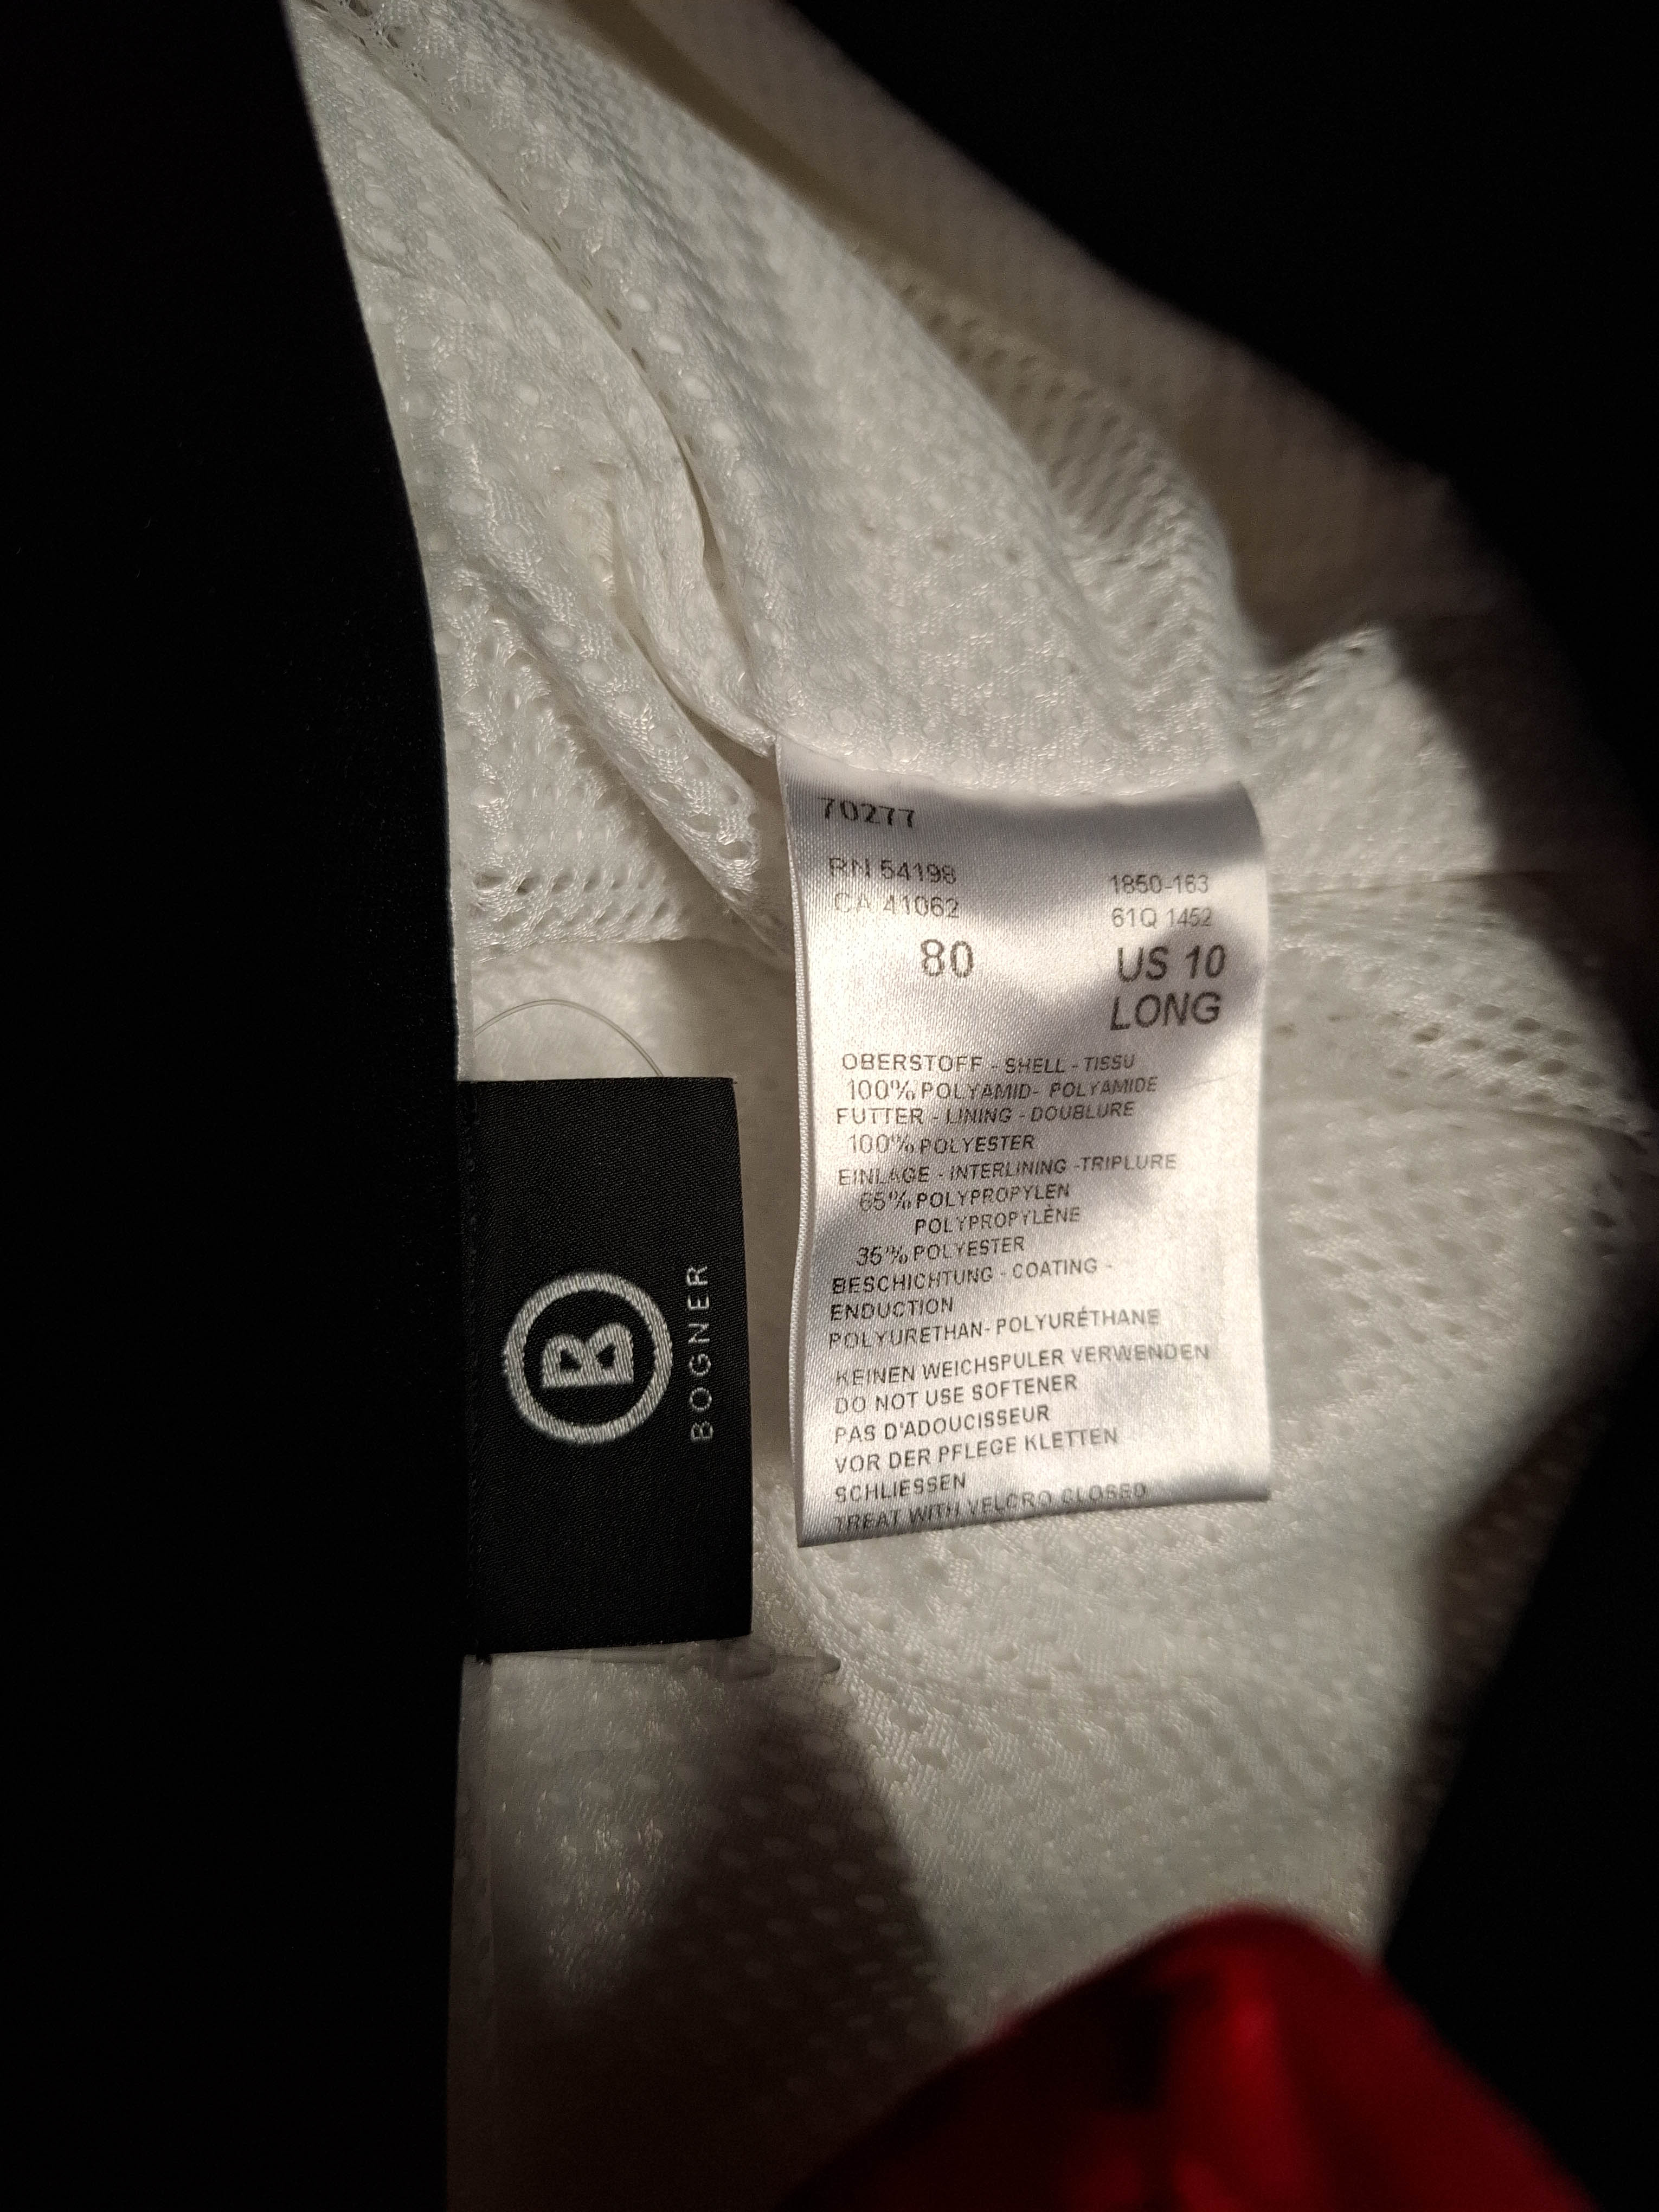 70277
RN 54198
CA 41062
80
1850-163
61Q 1452
US 10
LONG
OBERSTOFF - SHELL - TISSU
100% POLYAMID- POLYAMIDE
FUTTER - LINING - DOUBLURE
100% POLYESTER
EINLAGE - INTERLINING -TRIPLURE
65% POLYPROPYLEN
POLYPROPYLÈNE
35% POLYESTER
BESCHICHTUNG - COATING -
ENDUCTION
POLYURETHAN- POLYURÉTHANE
KEINEN WEICHSPULER VERWENDEN
DO NOT USE SOFTENER
PAS D'ADOUCISSEUR
VOR DER PFLEGE KLETTEN
SCHLIESSEN
TREAT WITH VELCRO CLOSED
B
BOGNER